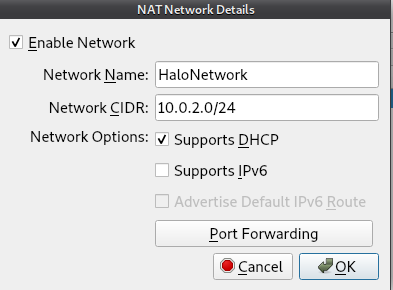 NAT Network Details
Enable Network
Network Name: HaloNetwork
Network CIDR: 10.0.2.0/24
Network Options: Supports DHCP
Supports IPv6
Advertise Default IPv6 Route
Port Forwarding
Cancel OK